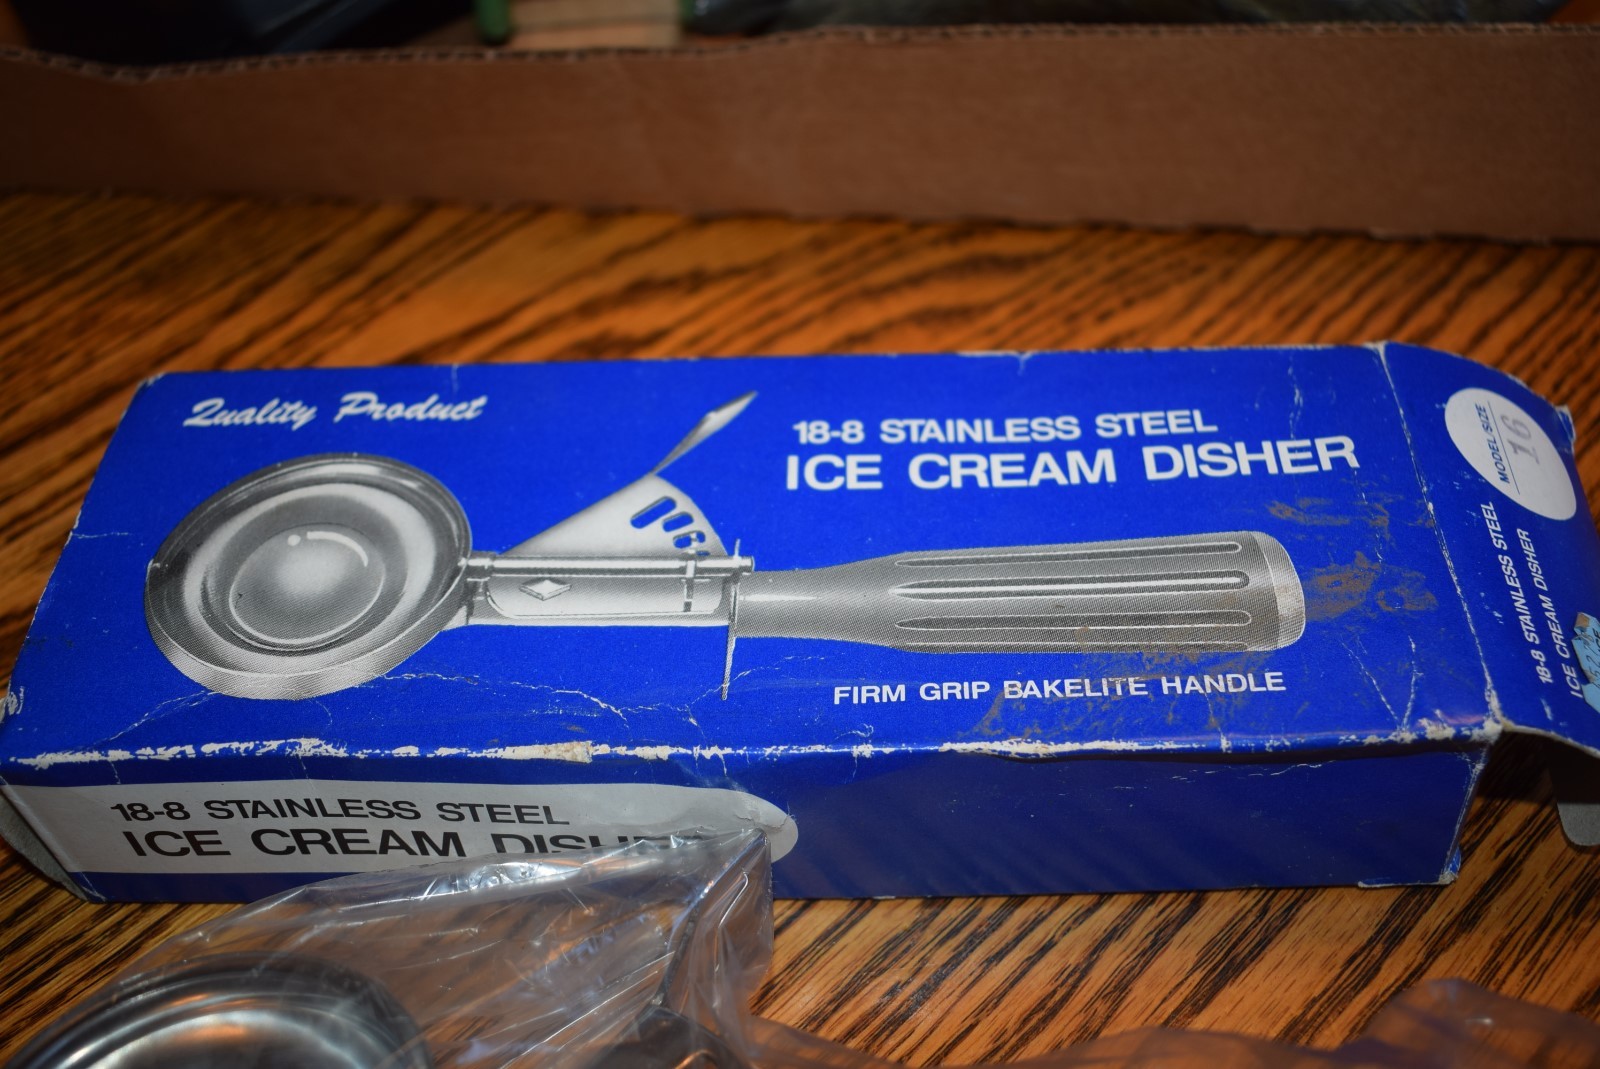 Quality Product
18-8 STAINLESS STEEL
ICE CREAM DISHER
FIRM GRIP BAKELITE HANDLE
MODEL/SIZE
16
18-8 STAINLESS STEEL
ICE CREAM DISHER
18-8 STAINLESS STEEL
ICE CREAM DISHER